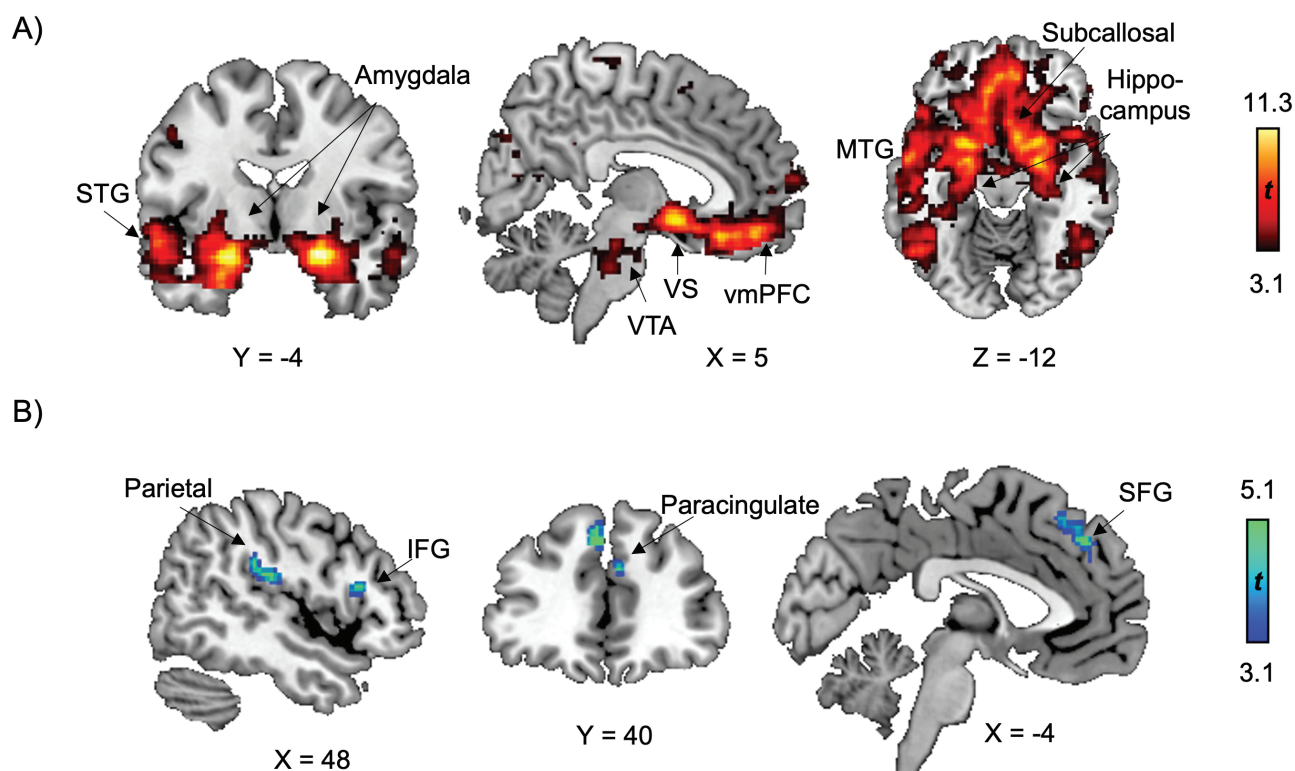 A)
Amygdala
STG
Y = -4
VTA
VS
vmPFC
X = 5
Subcallosal
Hippo-
campus
MTG
Z = -12
11.3
t
3.1
B)
Parietal
IFG
X = 48
Paracingulate
Y = 40
SFG
X = -4
5.1
t
3.1